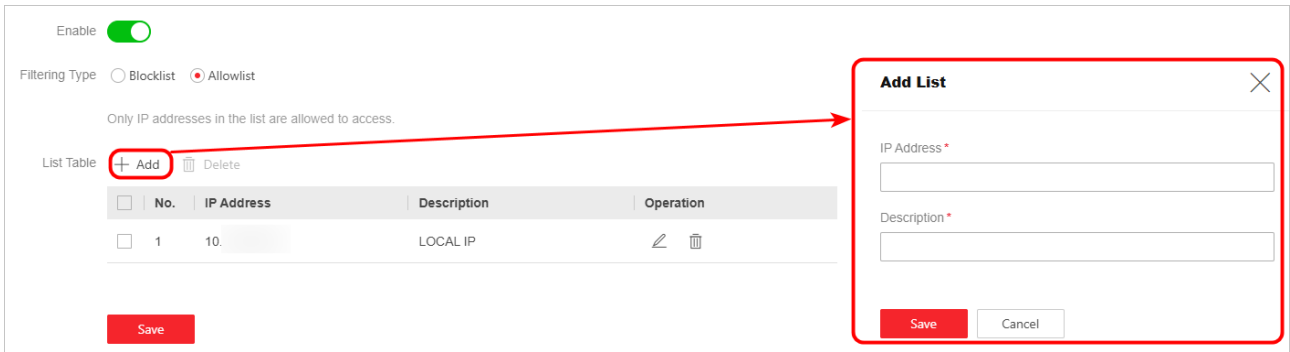 Enable
Filtering Type Blocklist Allowlist
Only IP addresses in the list are allowed to access.
List Table + Add Delete
No. IP Address Description Operation
1 10. LOCAL IP
Save
Add List
IP Address *
Description *
Save Cancel